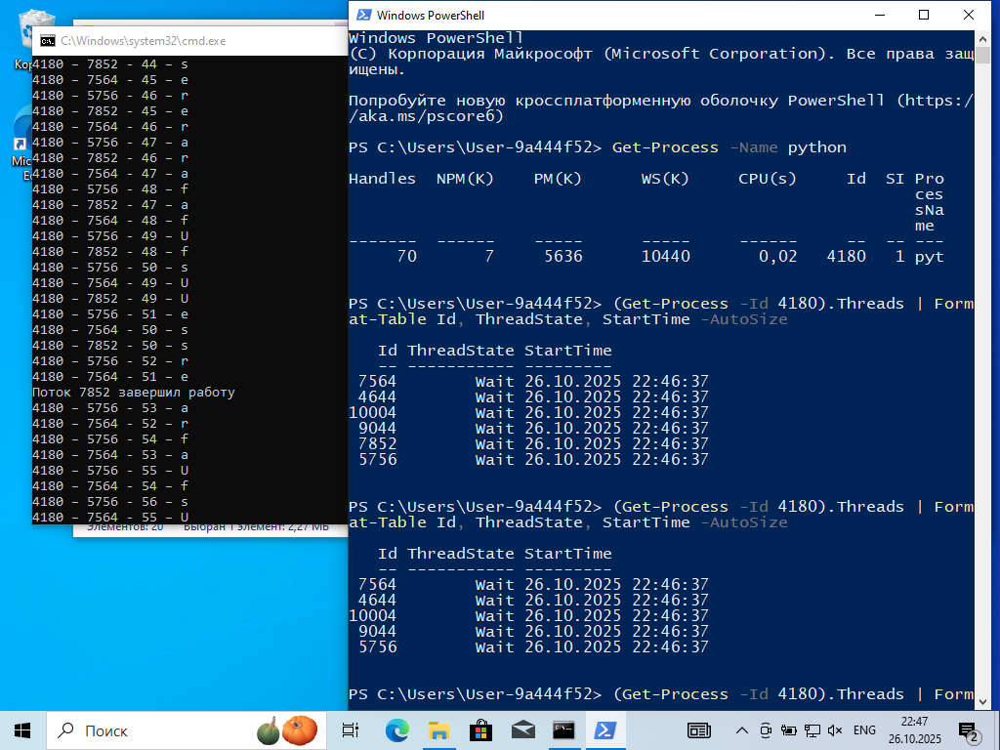 C:\Windows\system32\cmd.exe
4180 - 7852 - 44 - s
4180 - 7564 - 45 - e
4180 - 5756 - 46 - r
4180 - 7852 - 45 - e
4180 - 7564 - 46 - r
4180 - 5756 - 47 - a
4180 - 7852 - 46 - r
4180 - 7564 - 47 - a
4180 - 5756 - 48 - f
4180 - 7852 - 47 - a
4180 - 7564 - 48 - f
4180 - 5756 - 49 - U
4180 - 7852 - 48 - f
4180 - 5756 - 50 - s
4180 - 7564 - 49 - U
4180 - 7852 - 49 - U
4180 - 5756 - 51 - e
4180 - 7564 - 50 - s
4180 - 7852 - 50 - s
4180 - 5756 - 52 - r
4180 - 7564 - 51 - e
Поток 7852 завершил работу
4180 - 5756 - 53 - a
4180 - 7564 - 52 - r
4180 - 5756 - 54 - f
4180 - 7564 - 53 - a
4180 - 5756 - 55 - U
4180 - 7564 - 54 - f
4180 - 5756 - 56 - s
4180 - 7564 - 55 - U
Элементов: 20 Выбран 1 элемент: 2,27 МБ
Windows PowerShell
Windows PowerShell
(C) Корпорация Майкрософт (Microsoft Corporation). Все права защ
ищены.
Попробуйте новую кроссплатформенную оболочку PowerShell (https:/
/aka.ms/pscore6)
PS C:\Users\User-9a444f52> Get-Process -Name python
Handles NPM(K) PM(K) WS(K) CPU(s) Id SI Pro
ces
sNa
me
------- ------ ----- ----- ------ -- -- ---
70 7 5636 10440 0,02 4180 1 pyt
PS C:\Users\User-9a444f52> (Get-Process -Id 4180).Threads | Form
at-Table Id, ThreadState, StartTime -AutoSize
Id ThreadState StartTime
-- ----------- ---------
7564 Wait 26.10.2025 22:46:37
4644 Wait 26.10.2025 22:46:37
10004 Wait 26.10.2025 22:46:37
9044 Wait 26.10.2025 22:46:37
7852 Wait 26.10.2025 22:46:37
5756 Wait 26.10.2025 22:46:37
PS C:\Users\User-9a444f52> (Get-Process -Id 4180).Threads | Form
at-Table Id, ThreadState, StartTime -AutoSize
Id ThreadState StartTime
-- ----------- ---------
7564 Wait 26.10.2025 22:46:37
4644 Wait 26.10.2025 22:46:37
10004 Wait 26.10.2025 22:46:37
9044 Wait 26.10.2025 22:46:37
5756 Wait 26.10.2025 22:46:37
PS C:\Users\User-9a444f52> (Get-Process -Id 4180).Threads | Form
Поиск
ENG
22:47
26.10.2025
2